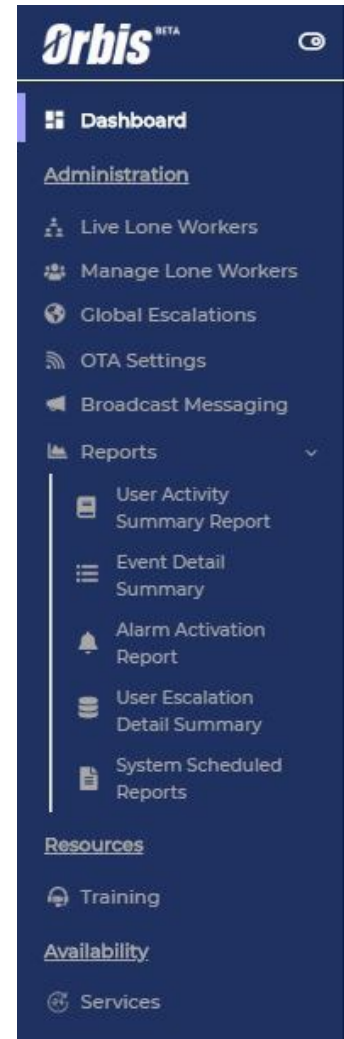 Orbis BETA
Dashboard
Administration
Live Lone Workers
Manage Lone Workers
Global Escalations
OTA Settings
Broadcast Messaging
Reports
User Activity
Summary Report
Event Detail
Summary
Alarm Activation
Report
User Escalation
Detail Summary
System Scheduled
Reports
Resources
Training
Availability
Services